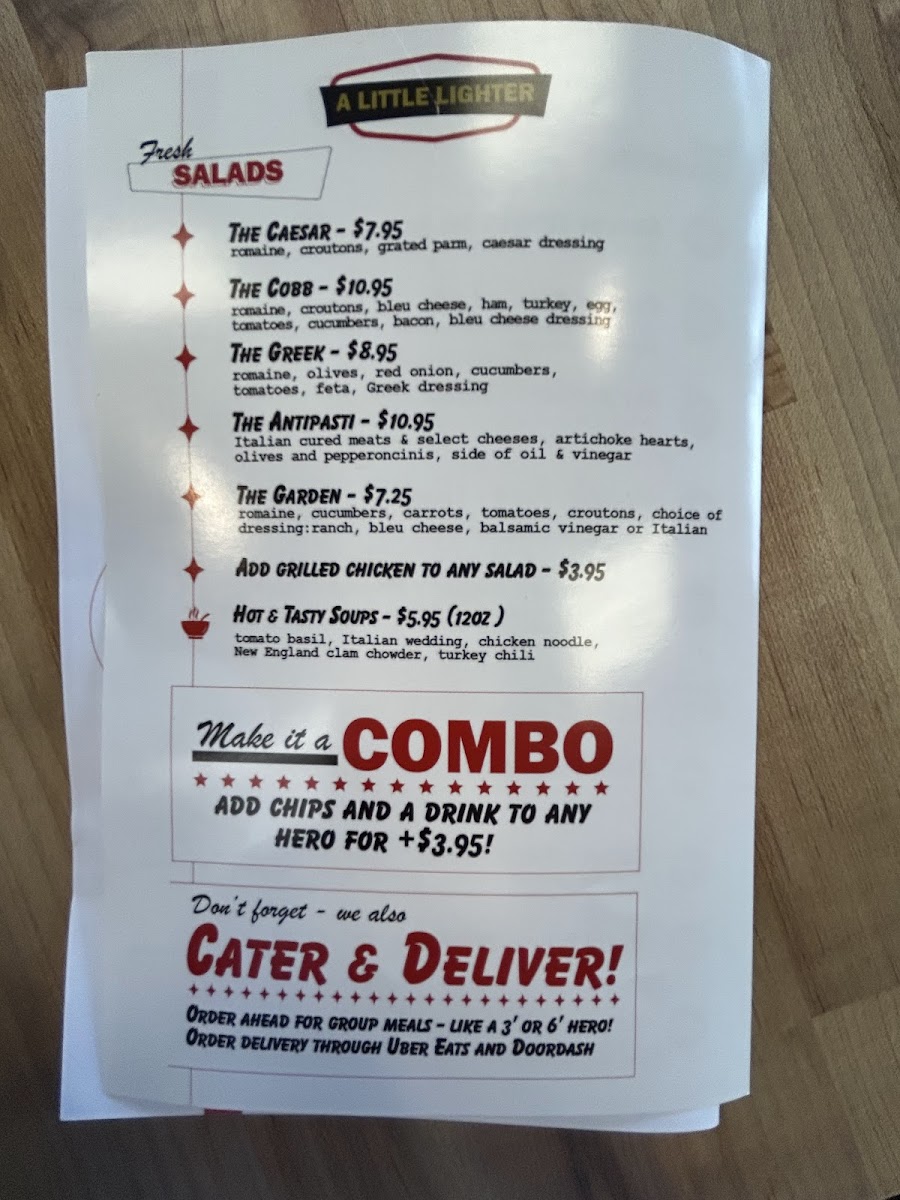 A LITTLE LIGHTER
Fresh
SALADS
THE CAESAR - $7.95
romaine, croutons, grated parm, caesar dressing
THE COBB - $10.95
romaine, croutons, bleu cheese, ham, turkey, egg,
tomatoes, cucumbers, bacon, bleu cheese dressing
THE GREEK - $8.95
romaine, olives, red onion, cucumbers,
tomatoes, feta, Greek dressing
THE ANTIPASTI - $10.95
Italian cured meats & select cheeses, artichoke hearts,
olives and pepperoncinis, side of oil & vinegar
THE GARDEN - $7.25
romaine, cucumbers, carrots, tomatoes, croutons, choice of
dressing:ranch, bleu cheese, balsamic vinegar or Italian
ADD GRILLED CHICKEN TO ANY SALAD - $3.95
HOT & TASTY SOUPS - $5.95 (12OZ )
tomato basil, Italian wedding, chicken noodle,
New England clam chowder, turkey chili
Make it a COMBO
ADD CHIPS AND A DRINK TO ANY
HERO FOR +$3.95!
Don't forget - we also
CATER & DELIVER!
ORDER AHEAD FOR GROUP MEALS - LIKE A 3' OR 6' HERO!
ORDER DELIVERY THROUGH UBER EATS AND DOORDASH